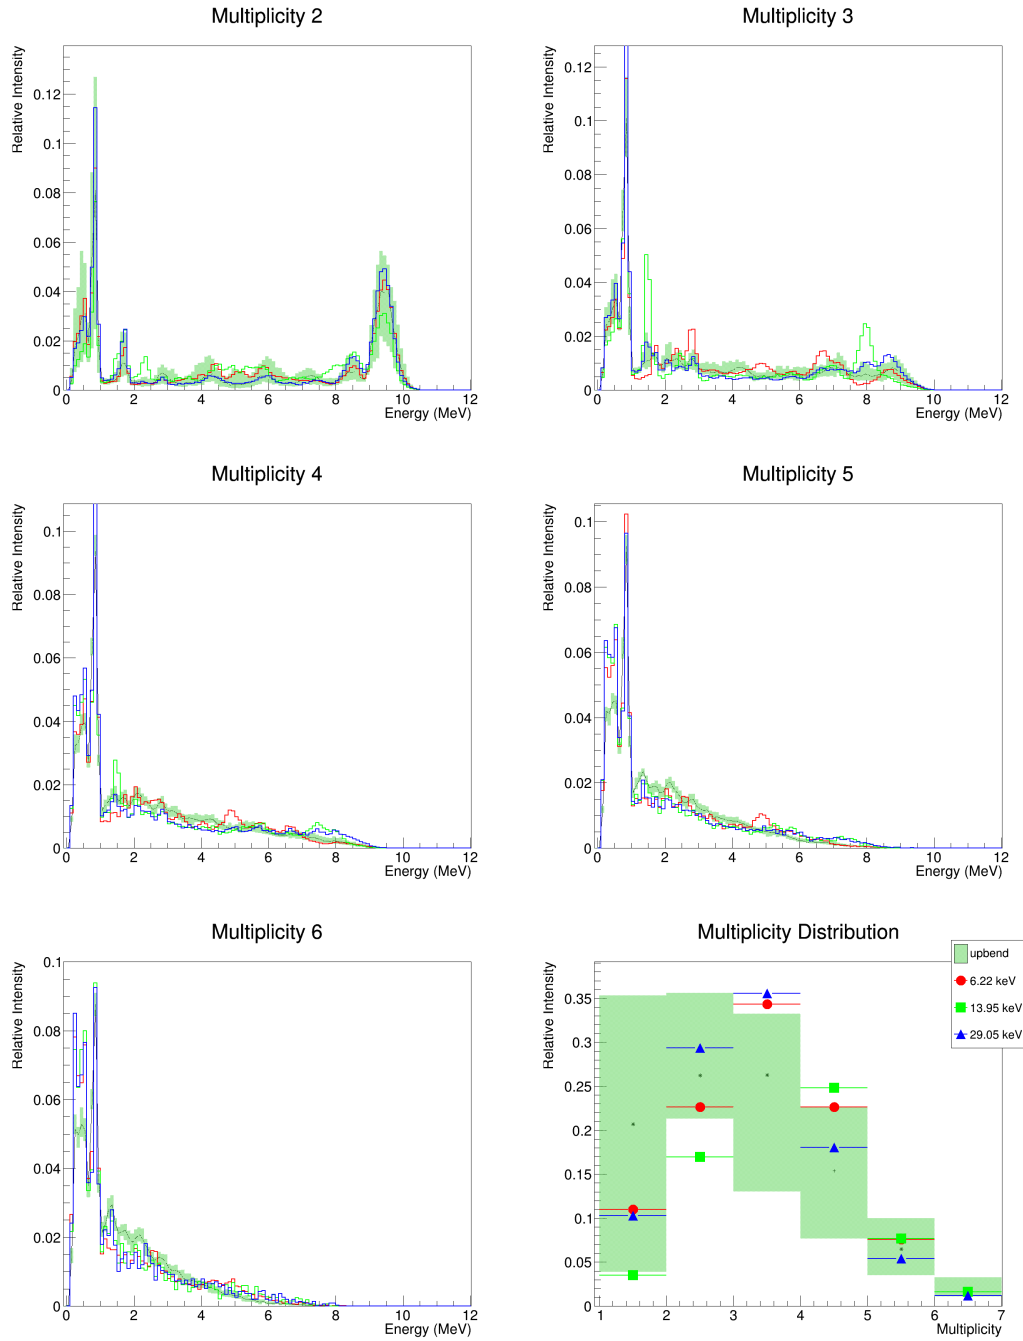 Multiplicity 2
Relative Intensity
0.12
0.1
0.08
0.06
0.04
0.02
0
0 2 4 6 8 10 12
Energy (MeV)
Multiplicity 3
Relative Intensity
0.12
0.1
0.08
0.06
0.04
0.02
0
0 2 4 6 8 10 12
Energy (MeV)
Multiplicity 4
Relative Intensity
0.1
0.08
0.06
0.04
0.02
0
0 2 4 6 8 10 12
Energy (MeV)
Multiplicity 5
Relative Intensity
0.1
0.08
0.06
0.04
0.02
0
0 2 4 6 8 10 12
Energy (MeV)
Multiplicity 6
Relative Intensity
0.1
0.08
0.06
0.04
0.02
0
0 2 4 6 8 10 12
Energy (MeV)
Multiplicity Distribution
Relative Intensity
0.35
0.3
0.25
0.2
0.15
0.1
0.05
0
1 2 3 4 5 6 7
Multiplicity
upbend
6.22 keV
13.95 keV
29.05 keV